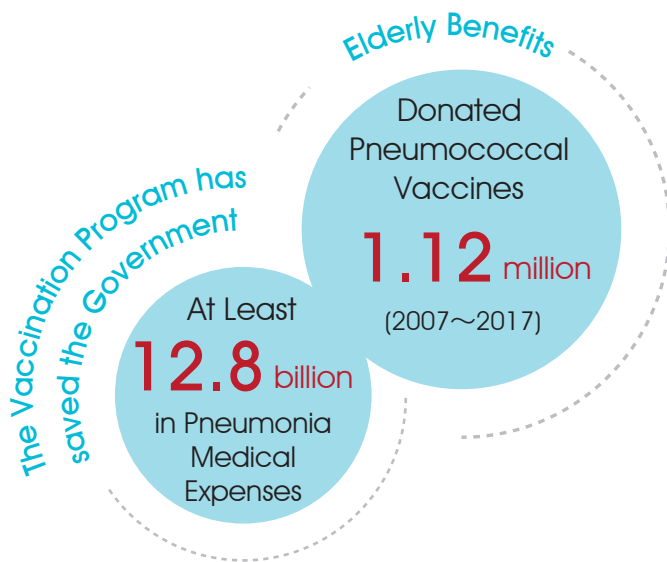 Elderly Benefits
Donated
Pneumococcal
Vaccines
1.12 million
(2007～2017)
The Vaccination Program has
saved the Government
At Least
12.8 billion
in Pneumonia
Medical
Expenses